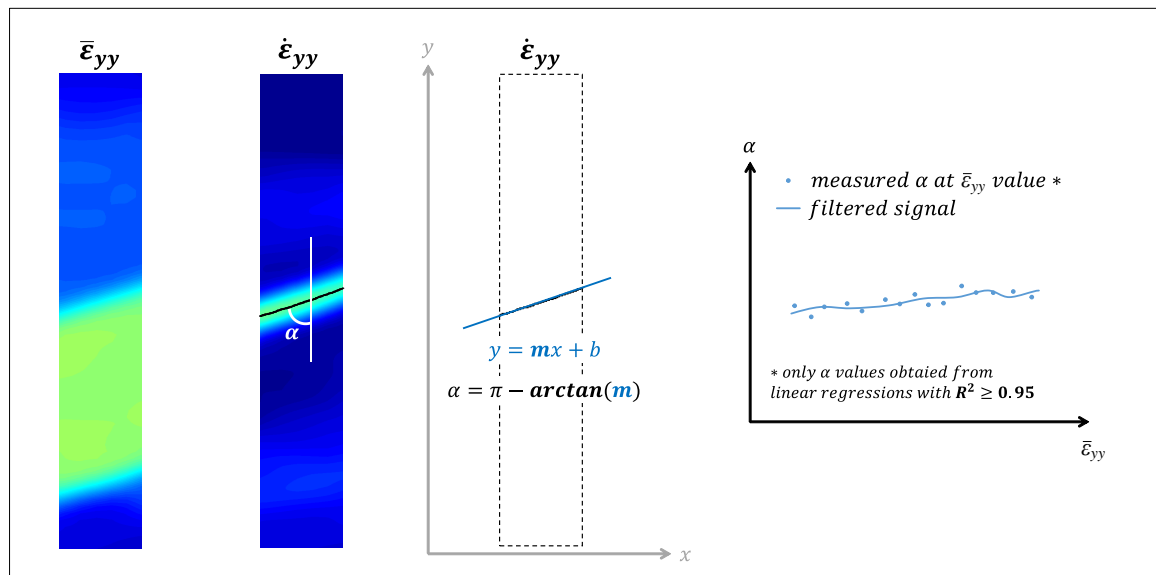 ε̅yy
ε̇yy
α
y
ε̇yy
y = mx + b
α = π − arctan(m)
x
α
measured α at ε̅yy value *
filtered signal
* only α values obtaied from
linear regressions with R² ≥ 0.95
ε̅yy